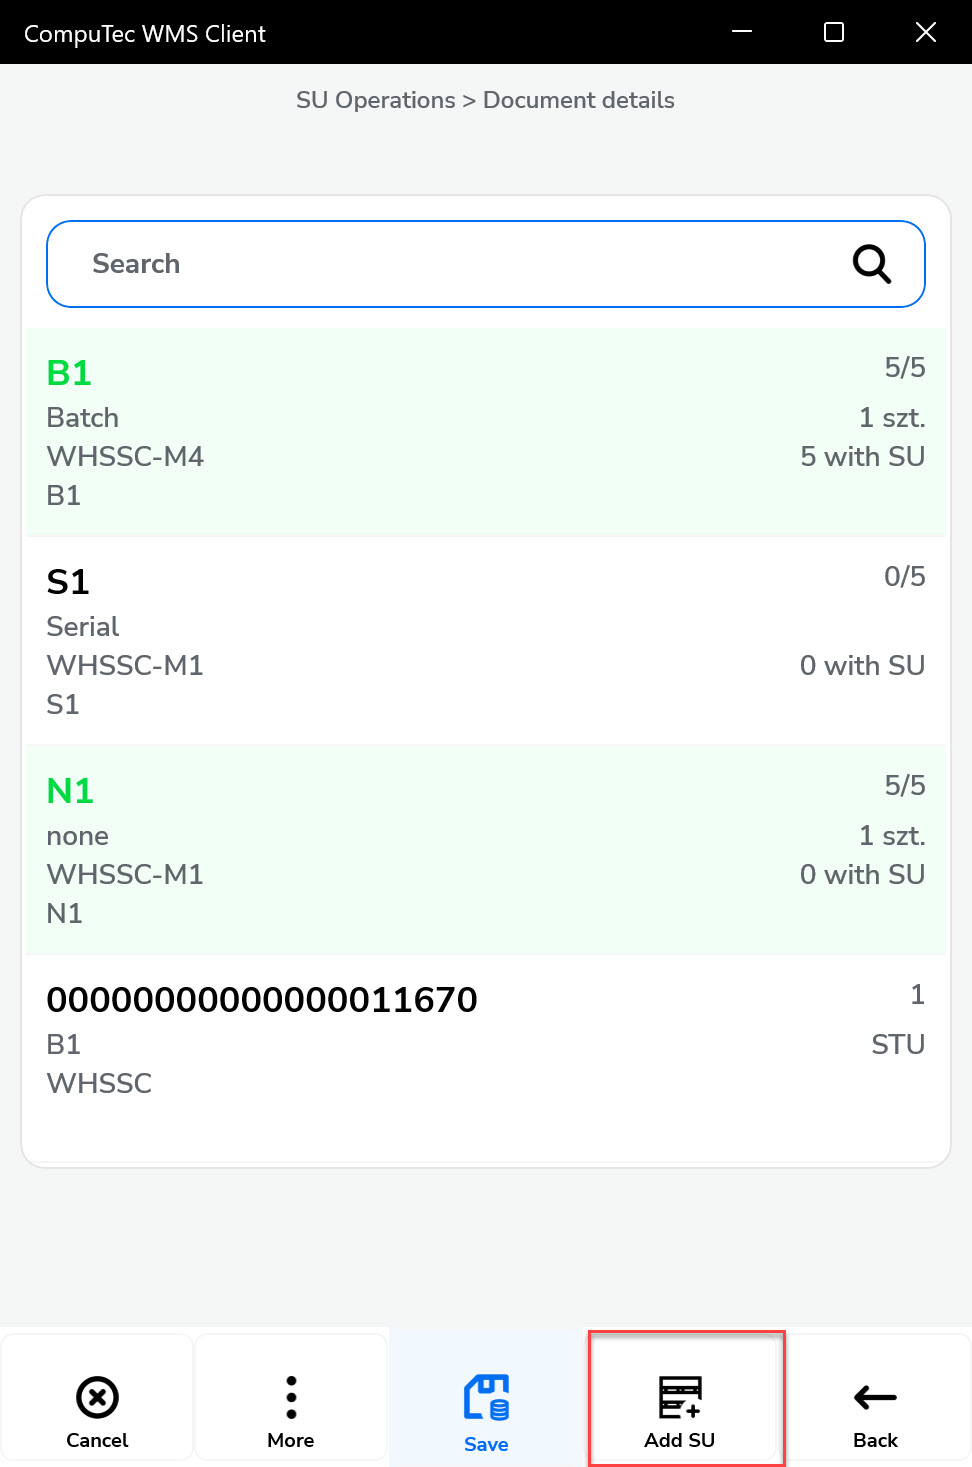 CompuTec WMS Client
SU Operations > Document details
Search
B1 5/5
Batch 1 szt.
WHSSC-M4 5 with SU
B1
S1 0/5
Serial
WHSSC-M1 0 with SU
S1
N1 5/5
none 1 szt.
WHSSC-M1 0 with SU
N1
00000000000000011670 1
B1 STU
WHSSC
Cancel More Save Add SU Back